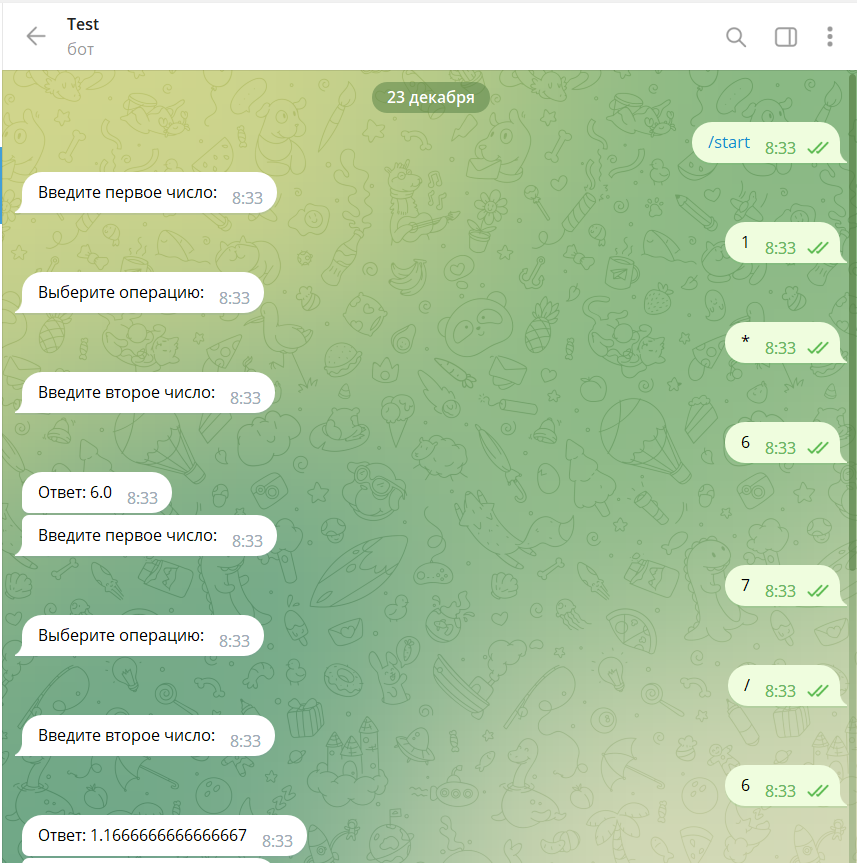 Test
бот
23 декабря
/start 8:33
Введите первое число: 8:33
1 8:33
Выберите операцию: 8:33
* 8:33
Введите второе число: 8:33
6 8:33
Ответ: 6.0 8:33
Введите первое число: 8:33
7 8:33
Выберите операцию: 8:33
/ 8:33
Введите второе число: 8:33
6 8:33
Ответ: 1.1666666666666667 8:33